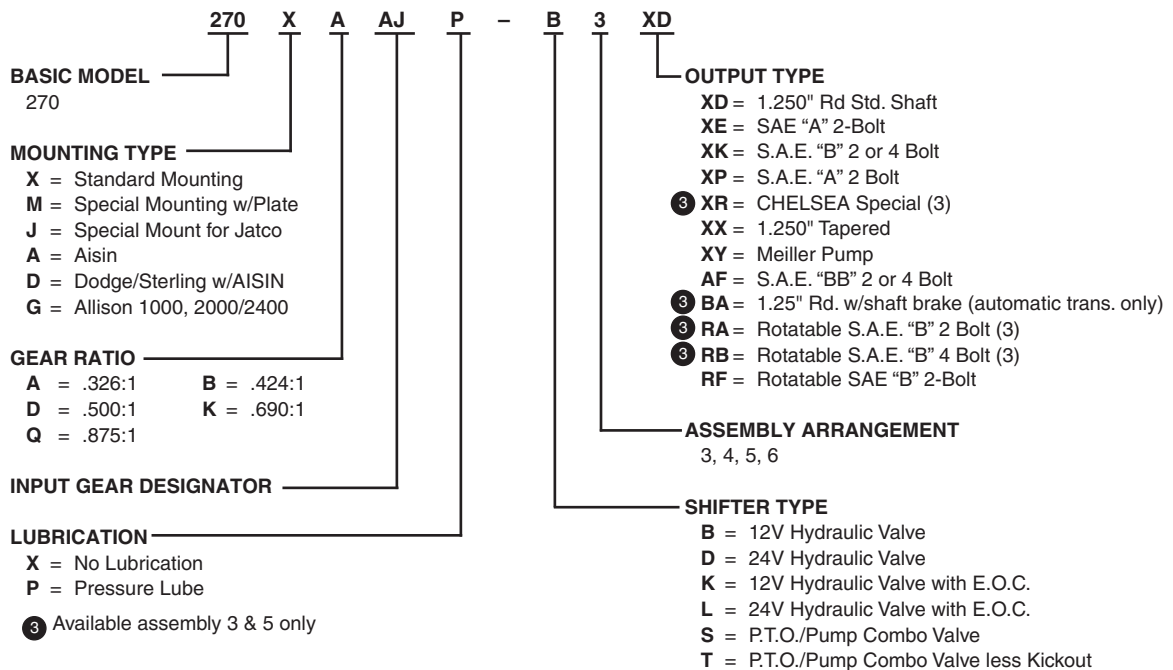 270 X A AJ P – B 3 XD
BASIC MODEL
270
MOUNTING TYPE
X = Standard Mounting
M = Special Mounting w/Plate
J = Special Mount for Jatco
A = Aisin
D = Dodge/Sterling w/AISIN
G = Allison 1000, 2000/2400
GEAR RATIO
A = .326:1 B = .424:1
D = .500:1 K = .690:1
Q = .875:1
INPUT GEAR DESIGNATOR
LUBRICATION
X = No Lubrication
P = Pressure Lube
3 Available assembly 3 & 5 only
OUTPUT TYPE
XD = 1.250" Rd Std. Shaft
XE = SAE “A” 2-Bolt
XK = S.A.E. “B” 2 or 4 Bolt
XP = S.A.E. “A” 2 Bolt
3 XR = CHELSEA Special (3)
XX = 1.250" Tapered
XY = Meiller Pump
AF = S.A.E. “BB” 2 or 4 Bolt
3 BA = 1.25" Rd. w/shaft brake (automatic trans. only)
3 RA = Rotatable S.A.E. “B” 2 Bolt (3)
3 RB = Rotatable S.A.E. “B” 4 Bolt (3)
RF = Rotatable SAE “B” 2-Bolt
ASSEMBLY ARRANGEMENT
3, 4, 5, 6
SHIFTER TYPE
B = 12V Hydraulic Valve
D = 24V Hydraulic Valve
K = 12V Hydraulic Valve with E.O.C.
L = 24V Hydraulic Valve with E.O.C.
S = P.T.O./Pump Combo Valve
T = P.T.O./Pump Combo Valve less Kickout